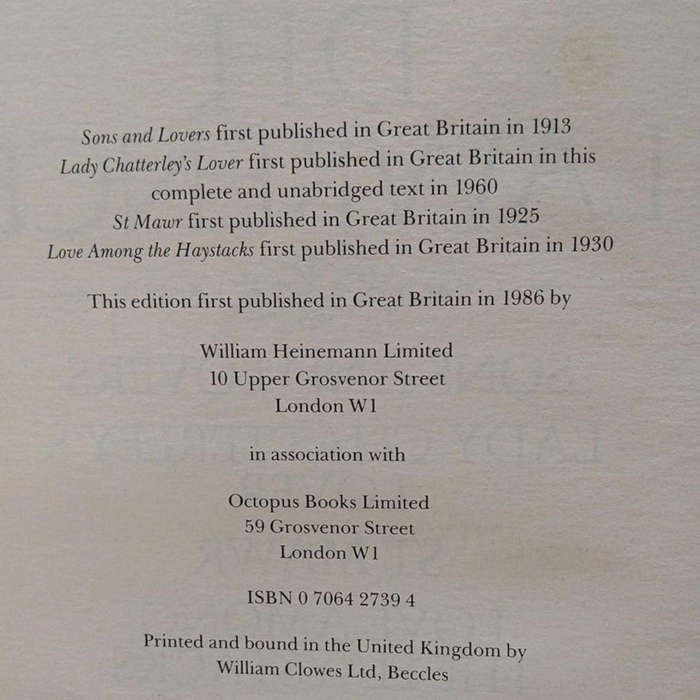 Sons and Lovers first published in Great Britain in 1913
Lady Chatterley's Lover first published in Great Britain in this
complete and unabridged text in 1960
St Mawr first published in Great Britain in 1925
Love Among the Haystacks first published in Great Britain in 1930
This edition first published in Great Britain in 1986 by
William Heinemann Limited
10 Upper Grosvenor Street
London W1
in association with
Octopus Books Limited
59 Grosvenor Street
London W1
ISBN 0 7064 2739 4
Printed and bound in the United Kingdom by
William Clowes Ltd, Beccles